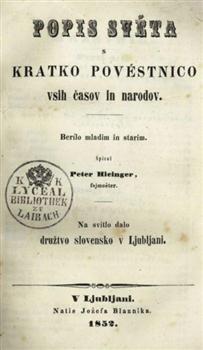 POPIS SVÉTA
s
KRATKO POVÉSTNICO
vsih časov in narodov.
Berilo mladim in starim.
Spisal
Peter Hicinger,
fajmošter.
K K
LYCEAL
BIBLIOTHEK
ZU
LAIBACH
Na svitlo dalo
družtvo slovensko v Ljubljani.
V Ljubljani.
Natis Jožefa Blaznika.
1852.